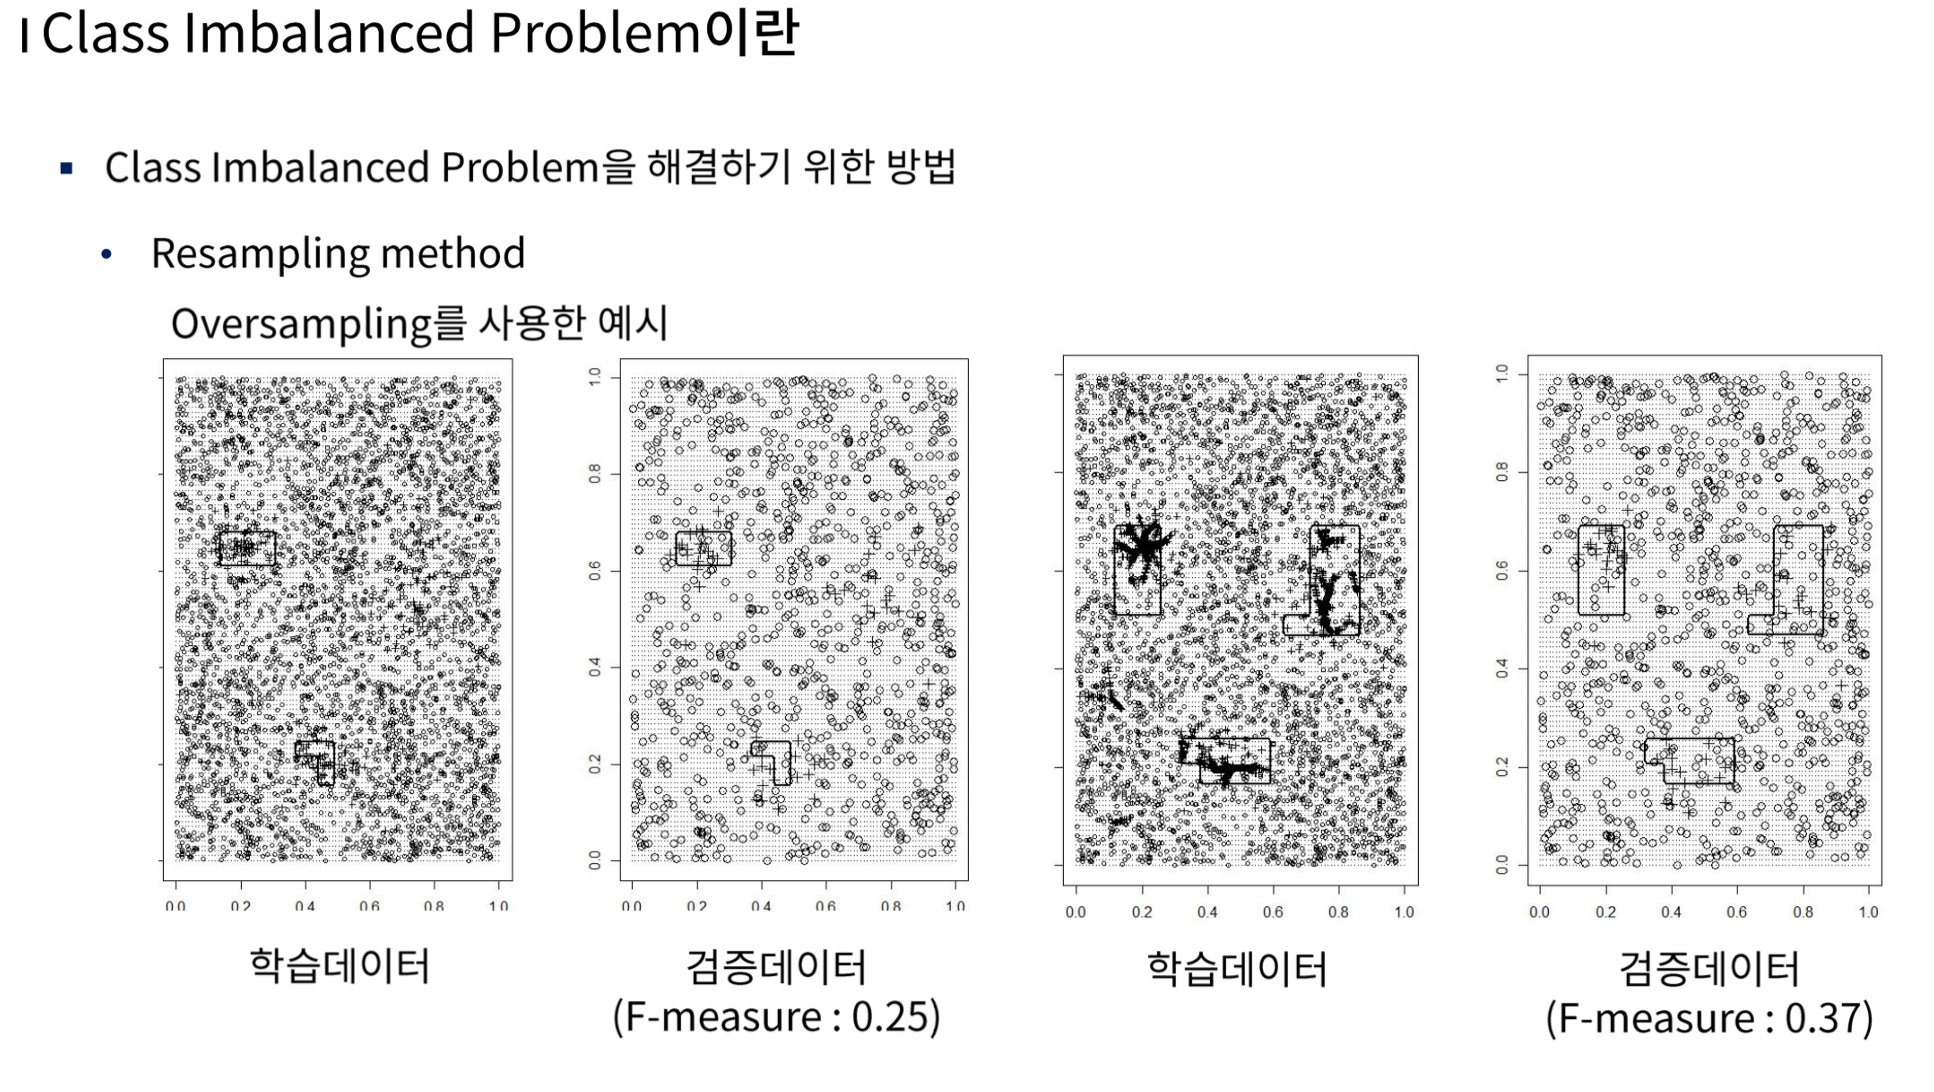 I Class Imbalanced Problem이란
▪ Class Imbalanced Problem을 해결하기 위한 방법
• Resampling method
Oversampling를 사용한 예시
0.0 0.2 0.4 0.6 0.8 1.0
1.0
0.8
0.6
0.4
0.2
0.0
0.0 0.2 0.4 0.6 0.8 1.0
0.0 0.2 0.4 0.6 0.8 1.0
1.0
0.8
0.6
0.4
0.2
0.0
0.0 0.2 0.4 0.6 0.8 1.0
학습데이터
검증데이터
(F-measure : 0.25)
학습데이터
검증데이터
(F-measure : 0.37)